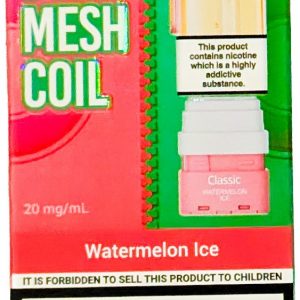 MESH
COIL
This product
contains nicotine
which is a highly
addictive
substance.
Classic
WATERMELON
ICE
20 mg/mL
Watermelon Ice
IT IS FORBIDDEN TO SELL THIS PRODUCT TO CHILDREN